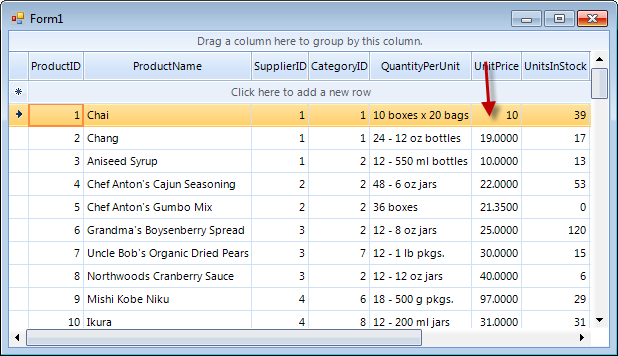 Form1
Drag a column here to group by this column.
ProductID ProductName SupplierID CategoryID QuantityPerUnit UnitPrice UnitsInStock
Click here to add a new row
1 Chai 1 1 10 boxes x 20 bags 10 39
2 Chang 1 1 24 - 12 oz bottles 19.0000 17
3 Aniseed Syrup 1 2 12 - 550 ml bottles 10.0000 13
4 Chef Anton's Cajun Seasoning 2 2 48 - 6 oz jars 22.0000 53
5 Chef Anton's Gumbo Mix 2 2 36 boxes 21.3500 0
6 Grandma's Boysenberry Spread 3 2 12 - 8 oz jars 25.0000 120
7 Uncle Bob's Organic Dried Pears 3 7 12 - 1 lb pkgs. 30.0000 15
8 Northwoods Cranberry Sauce 3 2 12 - 12 oz jars 40.0000 6
9 Mishi Kobe Niku 4 6 18 - 500 g pkgs. 97.0000 29
10 Ikura 4 8 12 - 200 ml jars 31.0000 31